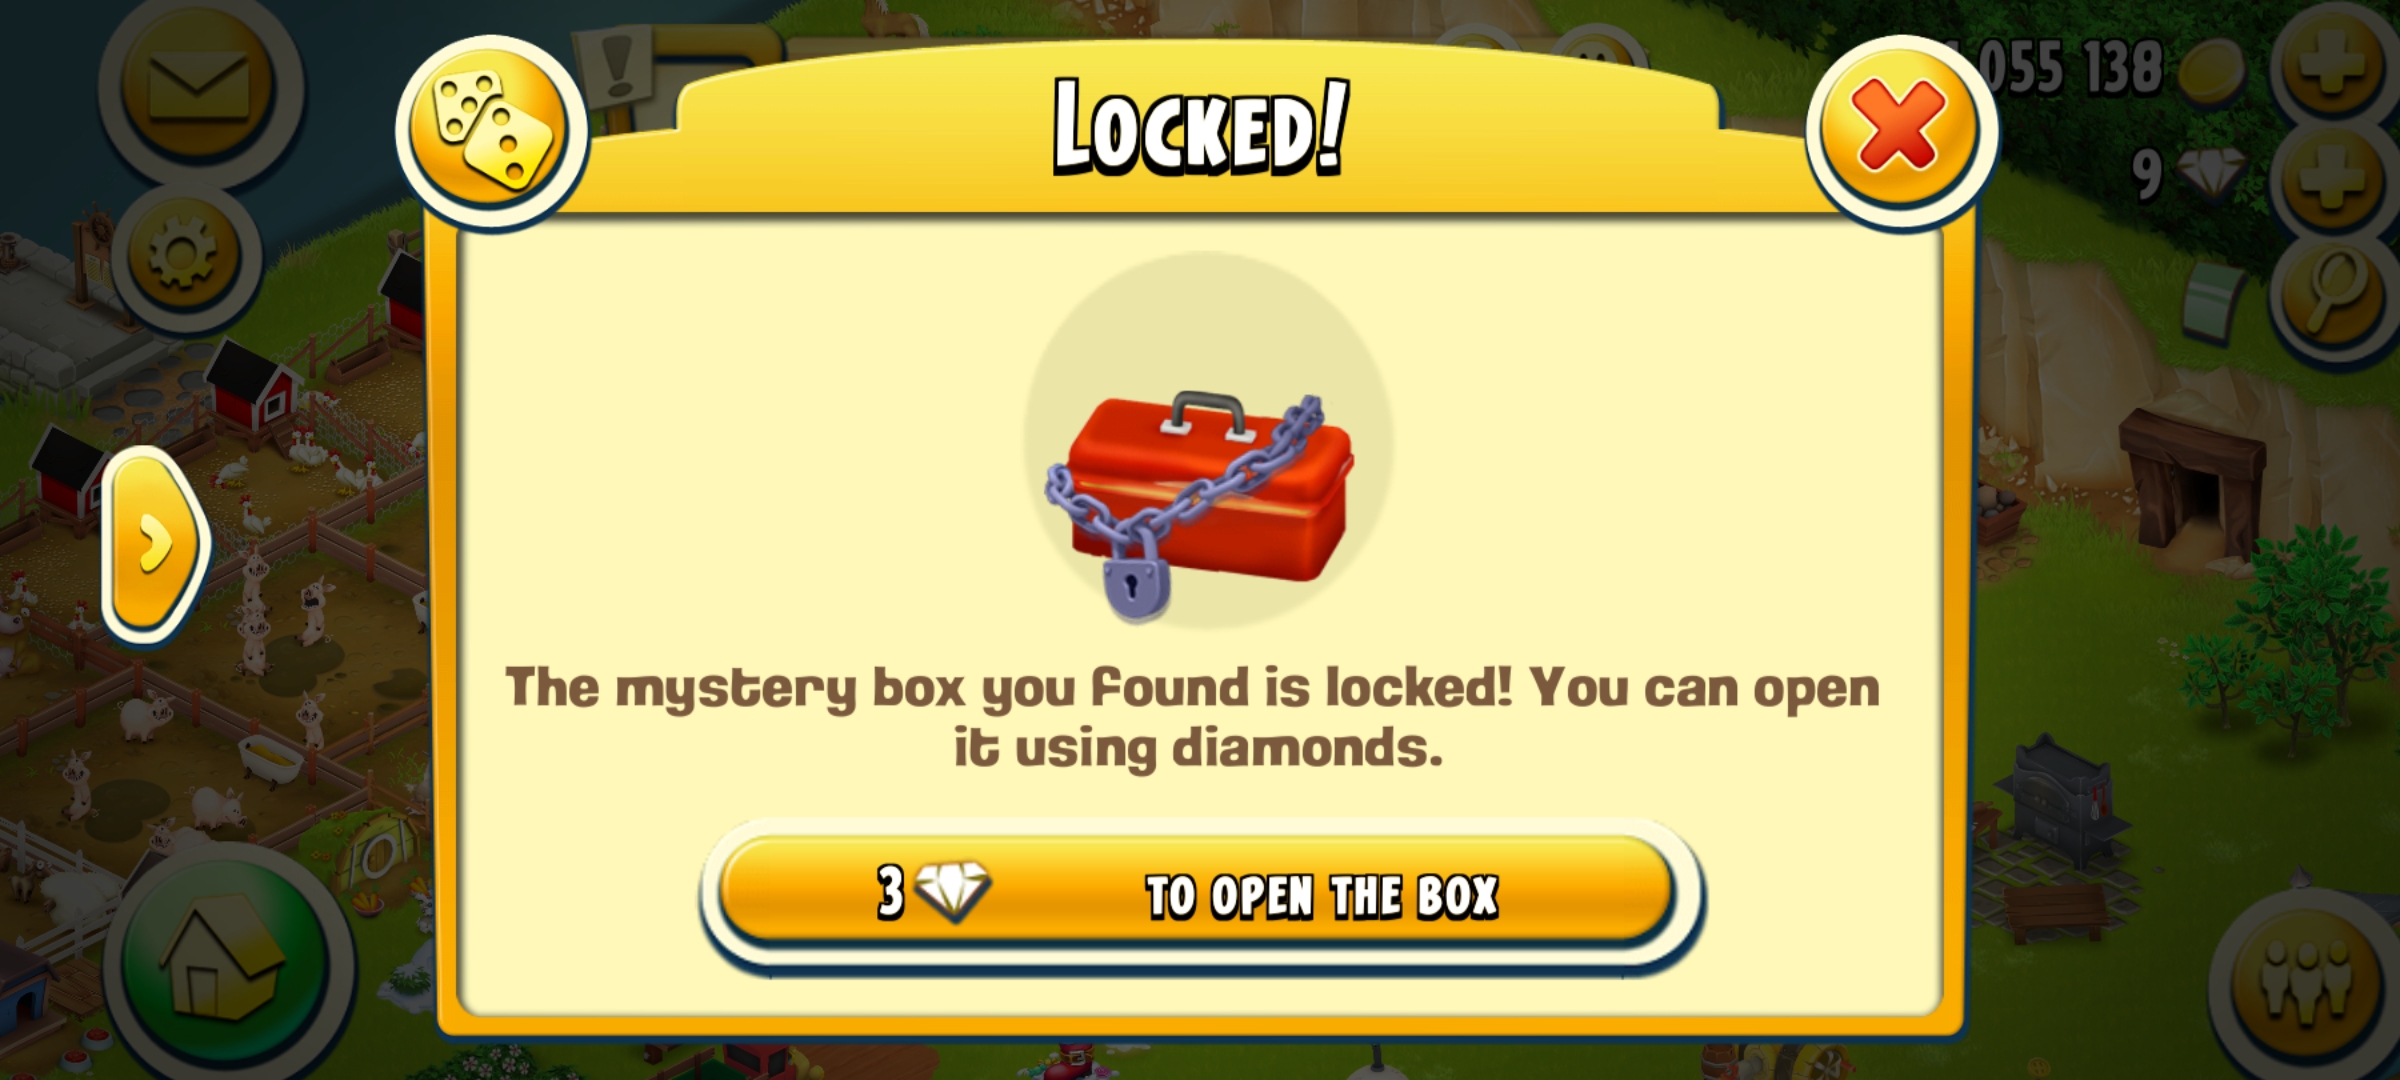 LOCKED!
055 138
9
The mystery box you found is locked! You can open
it using diamonds.
3 TO OPEN THE BOX